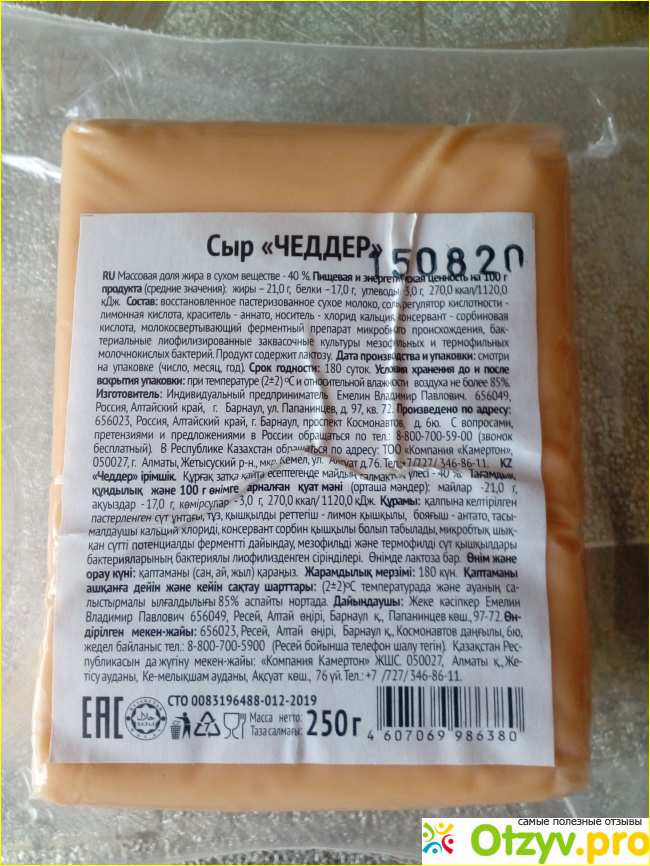 Сыр «ЧЕДДЕР»
150820
RU Массовая доля жира в сухом веществе - 40 %. Пищевая и энергетическая ценность на 100 г
продукта (средние значения): жиры – 21,0 г, белки –17,0 г, углеводы 3,0 г, 270,0 ккал/1120,0
кДж. Состав: восстановленное пастеризованное сухое молоко, соль, регулятор кислотности -
лимонная кислота, краситель - аннато, носитель - хлорид кальция, консервант - сорбиновая
кислота, молокосвертывающий ферментный препарат микробного происхождения, бак-
териальные лиофилизированные заквасочные культуры мезофильных и термофильных
молочнокислых бактерий. Продукт содержит лактозу. Дата производства и упаковки: смотри
на упаковке (число, месяц, год). Срок годности: 180 суток. Условия хранения до и после
вскрытия упаковки: при температуре (2±2) °С и относительной влажности воздуха не более 85%.
Изготовитель: Индивидуальный предприниматель Емелин Владимир Павлович. 656049,
Россия, Алтайский край, г. Барнаул, ул. Папанинцев, д. 97, кв. 72. Произведено по адресу:
656023, Россия, Алтайский край, г. Барнаул, проспект Космонавтов, д. 6ю. С вопросами,
претензиями и предложениями в России обращаться по тел.: 8-800-700-59-00 (звонок
бесплатный). В Республике Казахстан обращаться по адресу: ТОО «Компания «Камертон»,
050027, г. Алматы, Жетысуский р-н., мкр. Кемел, ул. Аксуат д.76. Тел.:+7/727/ 346-86-11. KZ
«Чеддер» ірімшік. Құрғақ затқа қайта есептегенде майдың салмақтық үлесі - 40 %. Тағамдық
құндылық және 100 г өнімге арналған қуат мәні (орташа мәндер): майлар -21,0 г,
ақуыздар -17,0 г, көмірсулар -3,0 г, 270,0 ккал/ 1120,0 кДж. Құрамы: қалпына келтірілген
пастерленген сүт ұнтағы, тұз, қышқылды реттегіш - лимон қышқылы, бояғыш - антато, тасы-
малдаушы кальций хлориді, консервант сорбин қышқылы болып табылады, микробтық шық-
қан сүтті потенциалды ферментті дайындау, мезофильді және термофилді сүт қышқылдары
бактерияларының бактериялы лиофилизденген сірінділері. Өнімде лактоза бар. Өнім және
орау күні: қаптаманы (сан, ай, жыл) қараңыз. Жарамдылық мерзімі: 180 күн. Қаптаманы
ашқанға дейін және кейін сақтау шарттары: (2±2)°С температурада және ауаның са-
лыстырмалы ылғалдылығы 85% аспайты нортада. Дайындаушы: Жеке кәсіпкер Емелин
Владимир Павлович 656049, Ресей, Алтай өңірі, Барнаул қ., Папанинцев көш., 97-72. Өн-
дірілген мекен-жайы: 656023, Ресей, Алтай өңірі, Барнаул қ., Космонавтов даңғылы, 6ю,
жедел байланыс тел.: 8-800-700-5900 (Ресей бойынша телефон шалу тегін). Қазақстан Рес-
публикасын да жүгіну мекен-жайы: «Компания Камертон» ЖШС. 050027, Алматы қ., Же-
тісу ауданы, Ке-мелықшам ауданы, Ақсуат көш., 76 үй.Тел.: +7 /727/ 346-86-11.
EAC
СТО 0083196488-012-2019
Масса нетто:
Таза салмағы:
250 г
4 607069 986380
самые полезные отзывы
Otzyv.pro